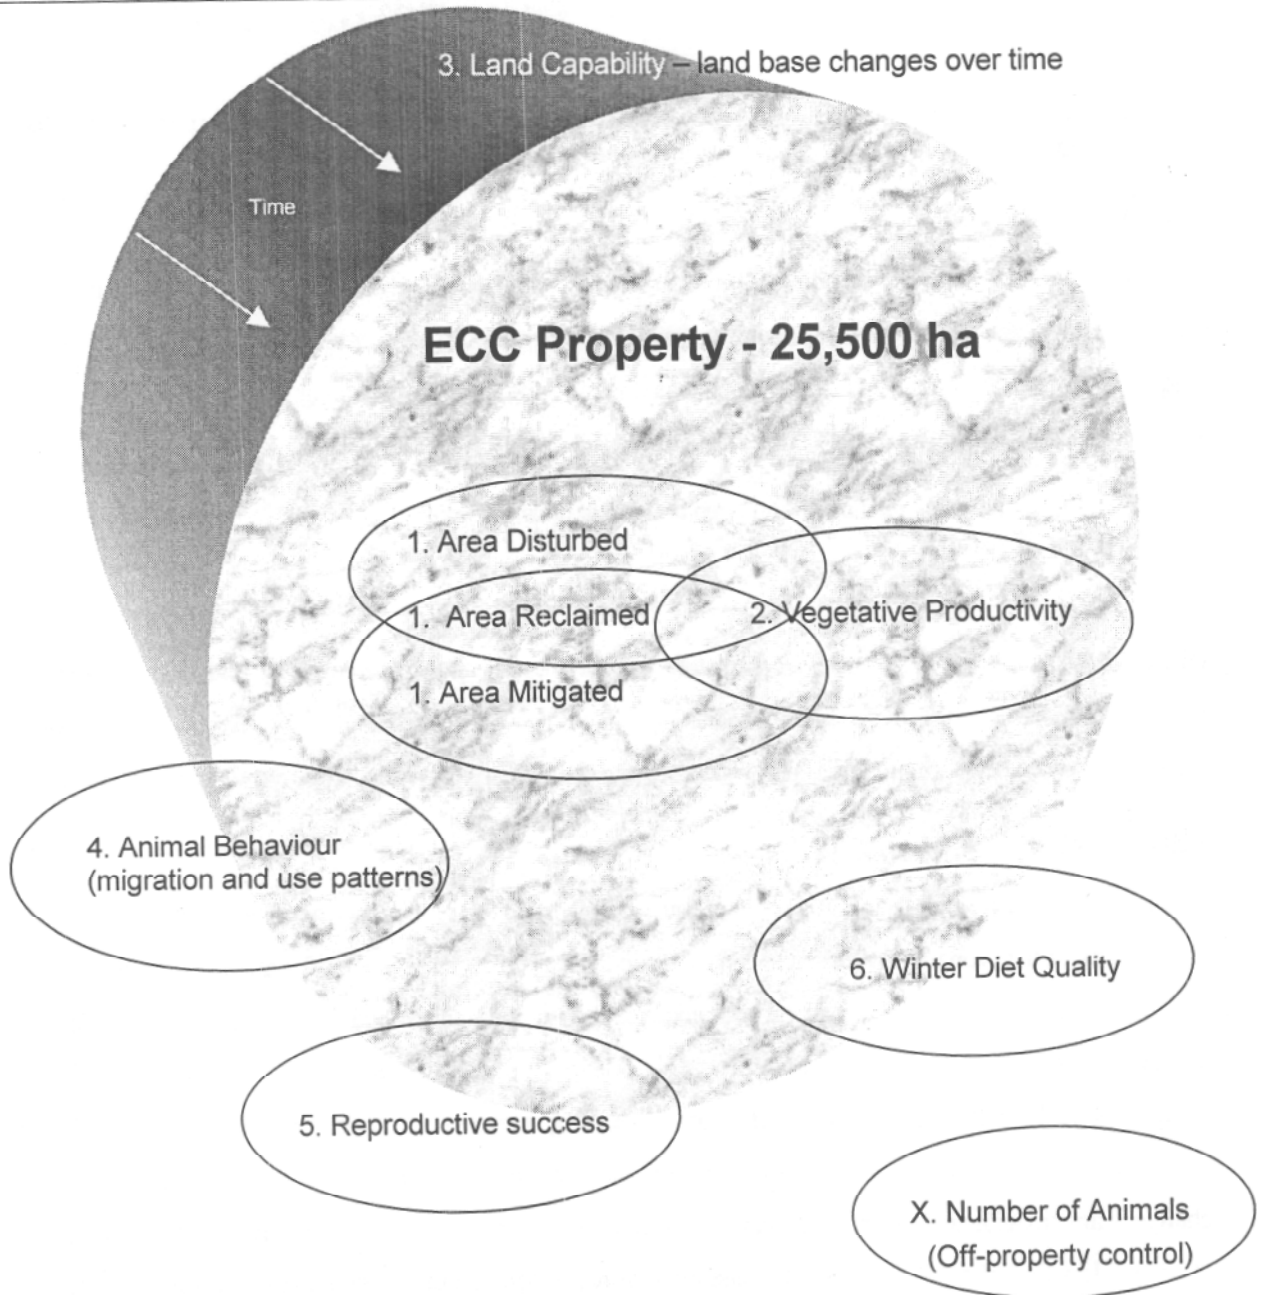 3. Land Capability – land base changes over time
Time
ECC Property - 25,500 ha
1. Area Disturbed
1. Area Reclaimed
2. Vegetative Productivity
1. Area Mitigated
4. Animal Behaviour
(migration and use patterns)
6. Winter Diet Quality
5. Reproductive success
X. Number of Animals
(Off-property control)